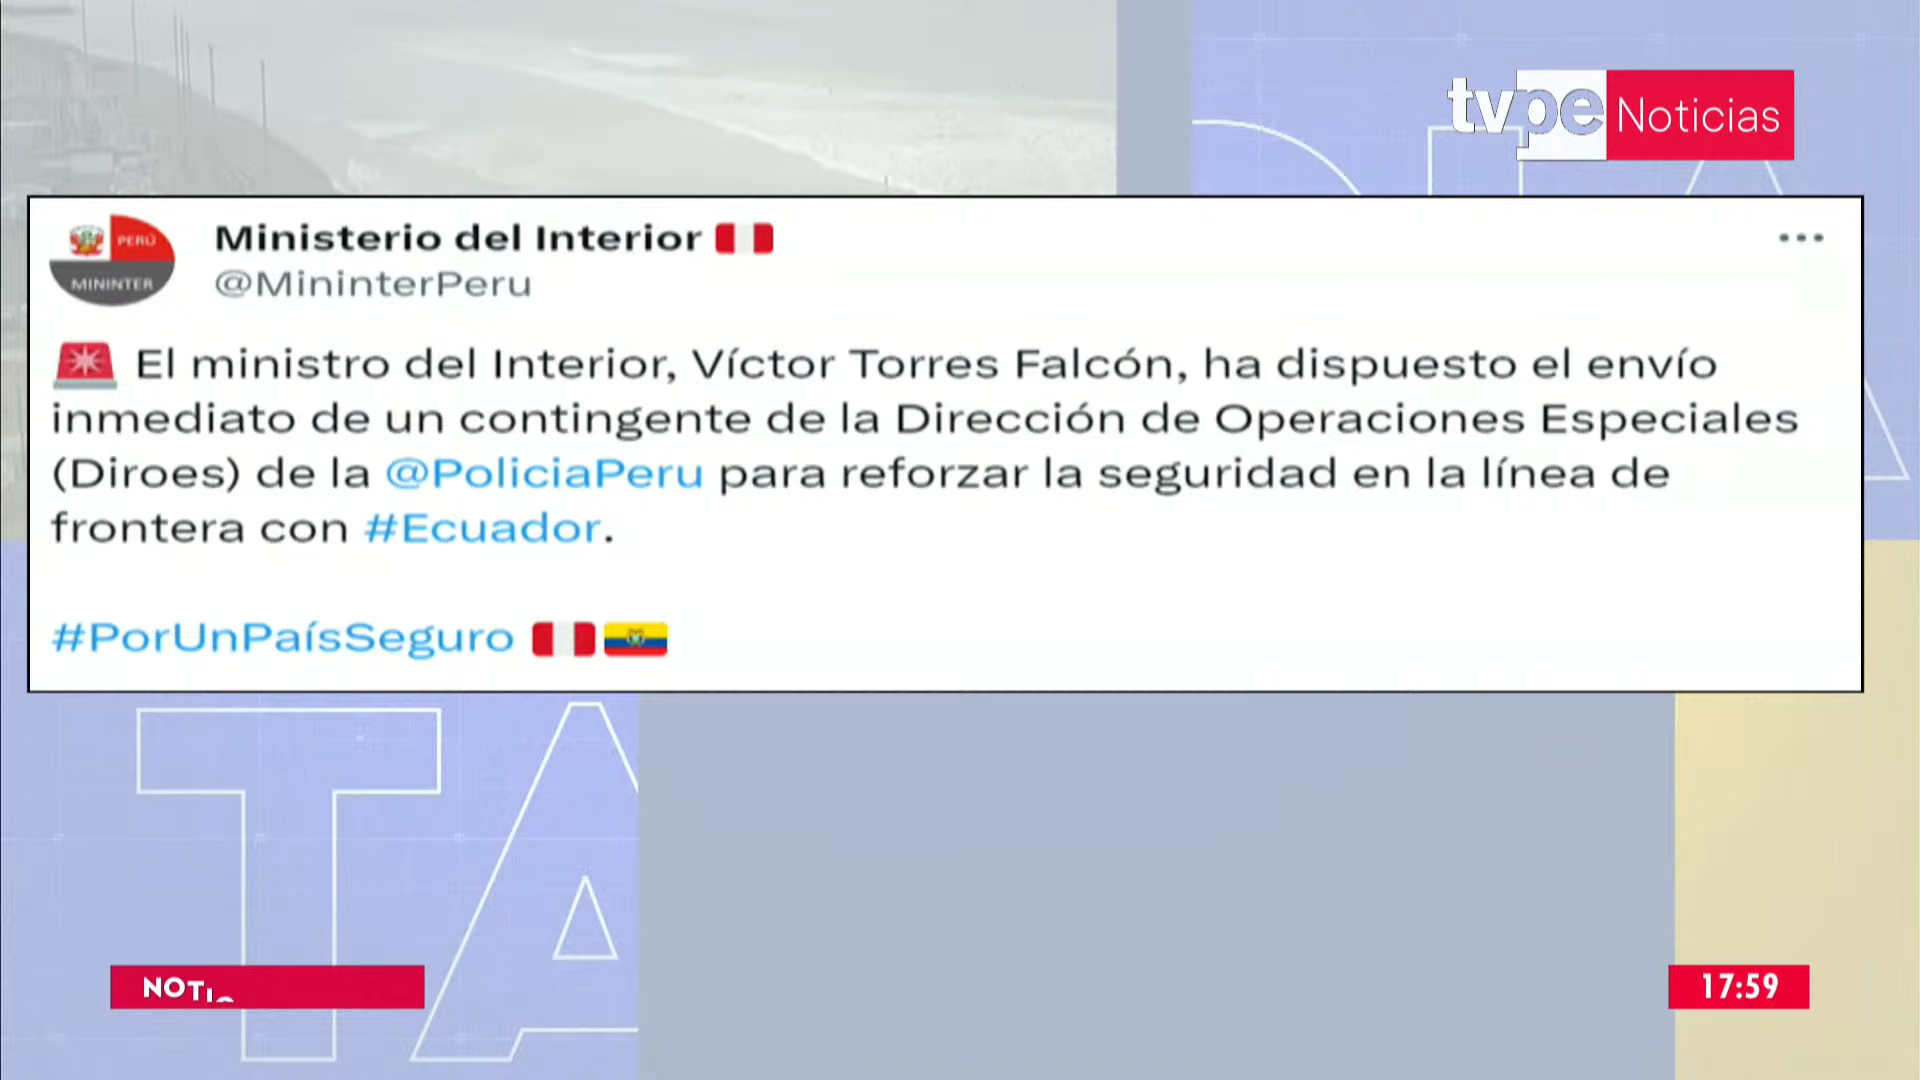 tvpe Noticias
PERÚ
MININTER
Ministerio del Interior 🇵🇪
@MininterPeru
🚨 El ministro del Interior, Víctor Torres Falcón, ha dispuesto el envío
inmediato de un contingente de la Dirección de Operaciones Especiales
(Diroes) de la @PoliciaPeru para reforzar la seguridad en la línea de
frontera con #Ecuador.
#PorUnPaísSeguro 🇵🇪🇪🇨
TA
17:59